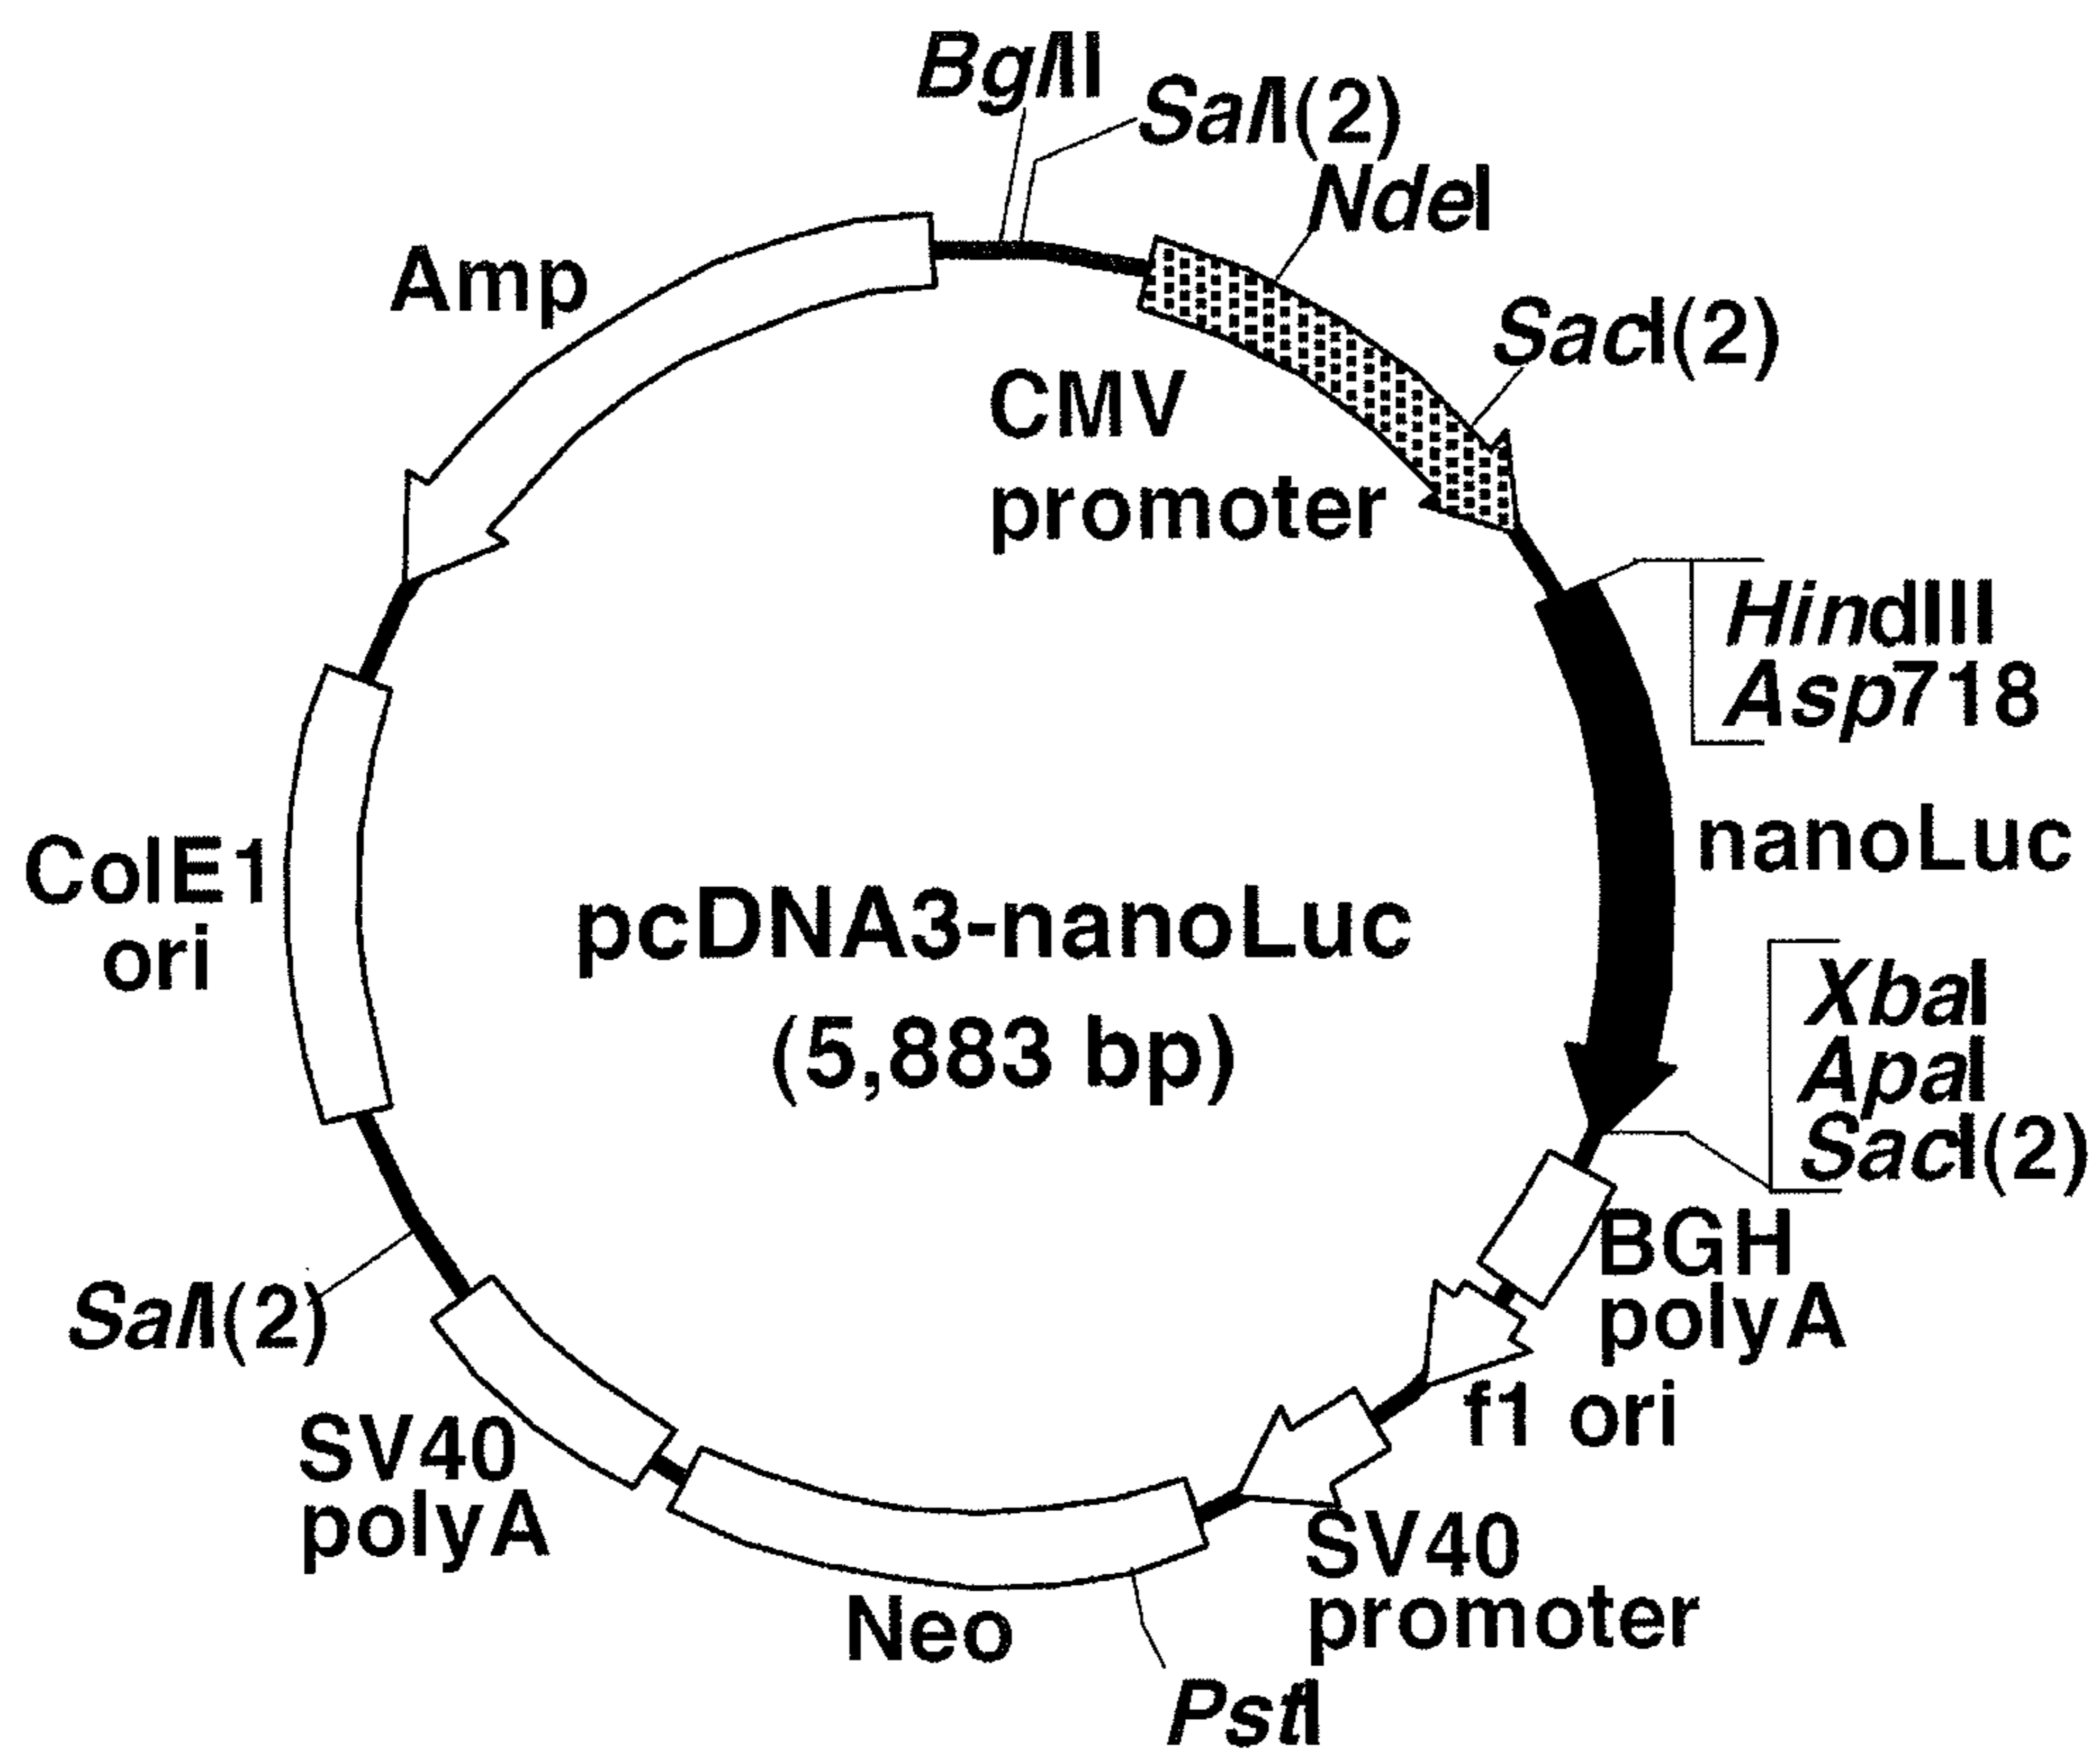 BglII
SalI(2)
NdeI
Amp
SacI(2)
CMV
promoter
HindIII
Asp718
nanoLuc
ColE1
ori
pcDNA3-nanoLuc
(5,883 bp)
XbaI
ApaI
SacI(2)
BGH
polyA
SalI(2)
f1 ori
SV40
polyA
SV40
promoter
Neo
PstI